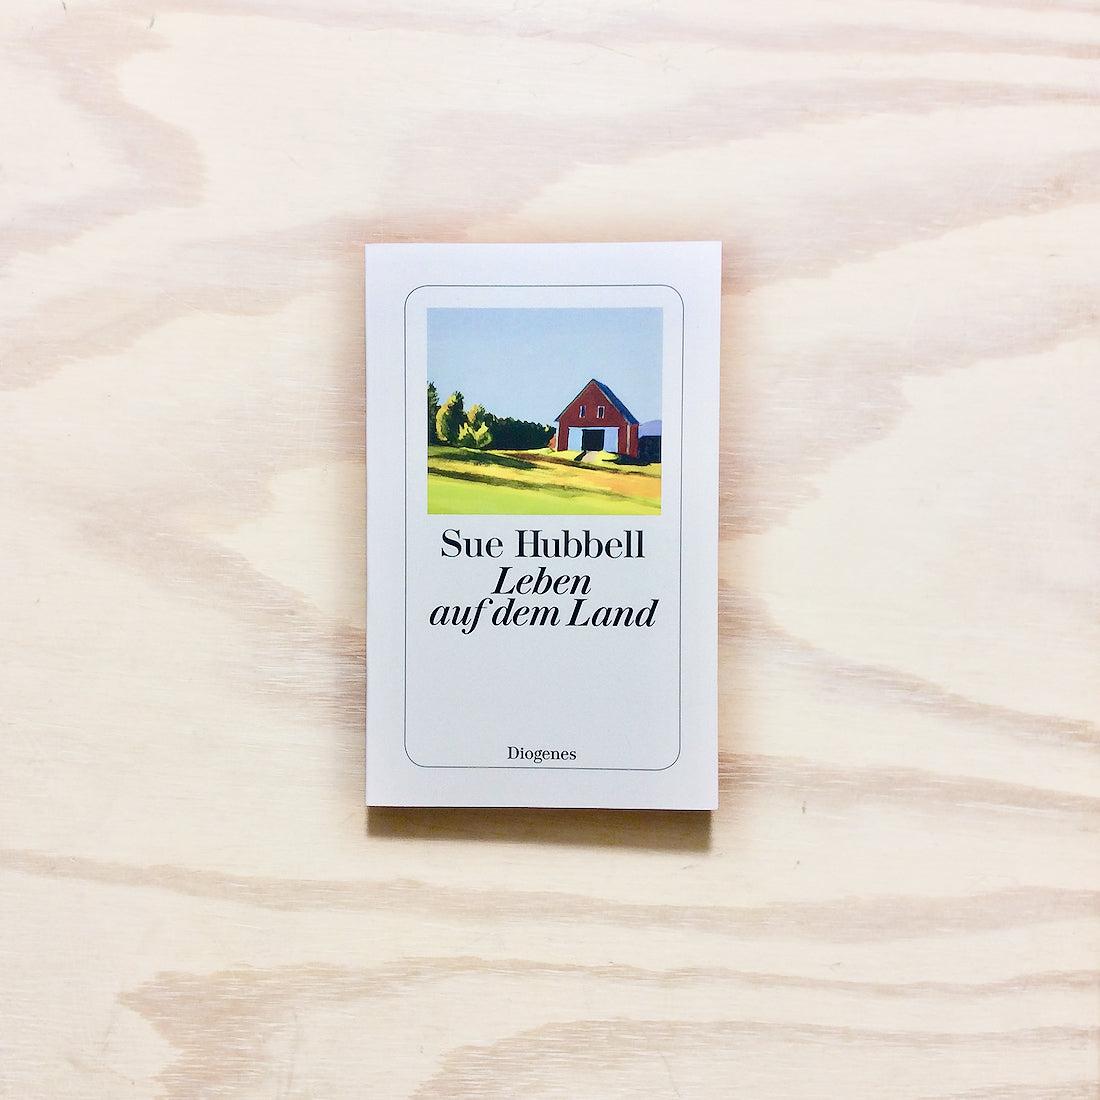 Sue Hubbell
Leben
auf dem Land
Diogenes